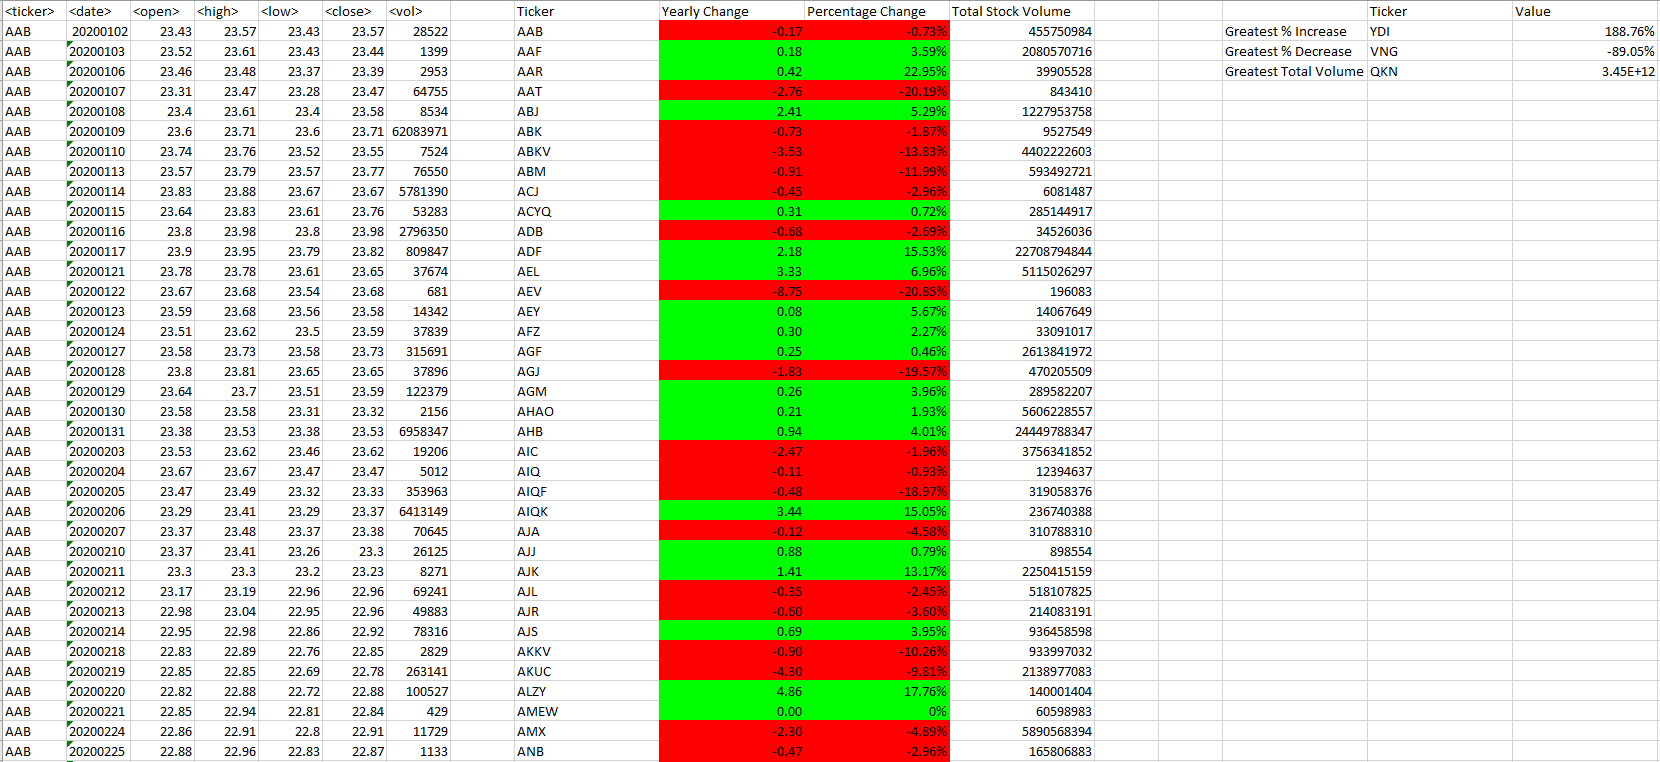 <ticker> <date> <open> <high> <low> <close> <vol> Ticker Yearly Change Percentage Change Total Stock Volume Ticker Value
AAB 20200102 23.43 23.57 23.43 23.57 28522 AAB -0.17 -0.73% 455750984 Greatest % Increase YDI 188.76%
AAB 20200103 23.52 23.61 23.43 23.44 1399 AAF 0.18 3.59% 2080570716 Greatest % Decrease VNG -89.05%
AAB 20200106 23.46 23.48 23.37 23.39 2953 AAR 0.42 22.95% 39905528 Greatest Total Volume QKN 3.45E+12
AAB 20200107 23.31 23.47 23.28 23.47 64755 AAT -2.76 -20.19% 843410
AAB 20200108 23.4 23.61 23.4 23.58 8534 ABJ 2.41 5.29% 1227953758
AAB 20200109 23.6 23.71 23.6 23.71 62083971 ABK -0.73 -1.87% 9527549
AAB 20200110 23.74 23.76 23.52 23.55 7524 ABKV -3.53 -13.83% 4402222603
AAB 20200113 23.57 23.79 23.57 23.77 76550 ABM -0.91 -11.99% 593492721
AAB 20200114 23.83 23.88 23.67 23.67 5781390 ACJ -0.45 -2.96% 6081487
AAB 20200115 23.64 23.83 23.61 23.76 53283 ACYQ 0.31 0.72% 285144917
AAB 20200116 23.8 23.98 23.8 23.98 2796350 ADB -0.68 -2.69% 34526036
AAB 20200117 23.9 23.95 23.79 23.82 809847 ADF 2.18 15.53% 22708794844
AAB 20200121 23.78 23.78 23.61 23.65 37674 AEL 3.33 6.96% 5115026297
AAB 20200122 23.67 23.68 23.54 23.68 681 AEV -8.75 -20.85% 196083
AAB 20200123 23.59 23.68 23.56 23.58 14342 AEY 0.08 5.67% 14067649
AAB 20200124 23.51 23.62 23.5 23.59 37839 AFZ 0.30 2.27% 33091017
AAB 20200127 23.58 23.73 23.58 23.73 315691 AGF 0.25 0.46% 2613841972
AAB 20200128 23.8 23.81 23.65 23.65 37896 AGJ -1.83 -19.57% 470205509
AAB 20200129 23.64 23.7 23.51 23.59 122379 AGM 0.26 3.96% 289582207
AAB 20200130 23.58 23.58 23.31 23.32 2156 AHAO 0.21 1.93% 5606228557
AAB 20200131 23.38 23.53 23.38 23.53 6958347 AHB 0.94 4.01% 24449788347
AAB 20200203 23.53 23.62 23.46 23.62 19206 AIC -2.47 -1.96% 3756341852
AAB 20200204 23.67 23.67 23.47 23.47 5012 AIQ -0.11 -0.93% 12394637
AAB 20200205 23.47 23.49 23.32 23.33 353963 AIQF -0.48 -18.97% 319058376
AAB 20200206 23.29 23.41 23.29 23.37 6413149 AIQK 3.44 15.05% 236740388
AAB 20200207 23.37 23.48 23.37 23.38 70645 AJA -0.12 -4.58% 310788310
AAB 20200210 23.37 23.41 23.26 23.3 26125 AJJ 0.88 0.79% 898554
AAB 20200211 23.3 23.3 23.2 23.23 8271 AJK 1.41 13.17% 2250415159
AAB 20200212 23.17 23.19 22.96 22.96 69241 AJL -0.35 -2.45% 518107825
AAB 20200213 22.98 23.04 22.95 22.96 49883 AJR -0.60 -3.60% 214083191
AAB 20200214 22.95 22.98 22.86 22.92 78316 AJS 0.69 3.95% 936458598
AAB 20200218 22.83 22.89 22.76 22.85 2829 AKKV -0.90 -10.26% 933997032
AAB 20200219 22.85 22.85 22.69 22.78 263141 AKUC -4.30 -9.81% 2138977083
AAB 20200220 22.82 22.88 22.72 22.88 100527 ALZY 4.86 17.76% 140001404
AAB 20200221 22.85 22.94 22.81 22.84 429 AMEW 0.00 0% 60598983
AAB 20200224 22.86 22.91 22.8 22.91 11729 AMX -2.30 -4.89% 5890568394
AAB 20200225 22.88 22.96 22.83 22.87 1133 ANB -0.47 -2.96% 165806883